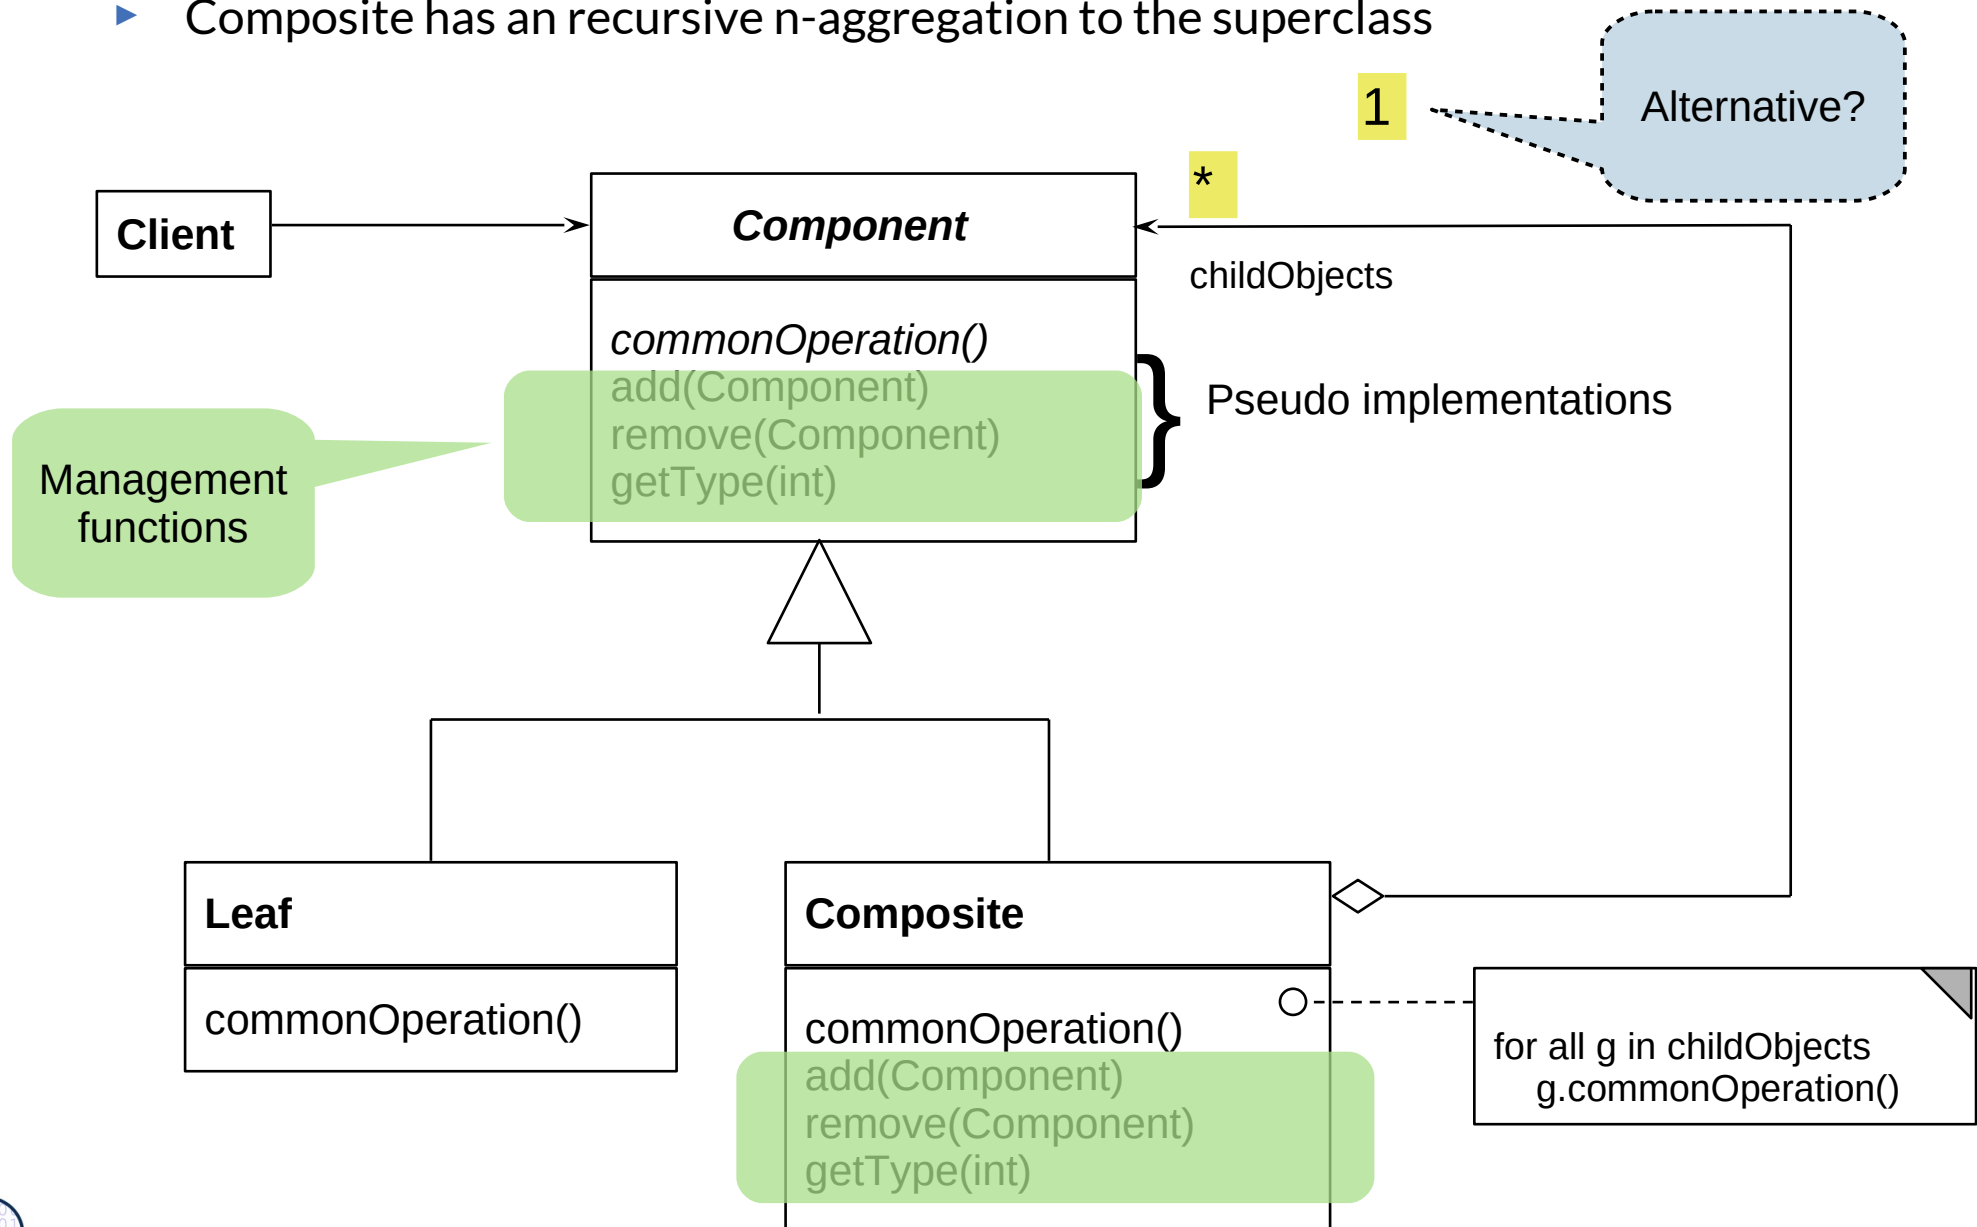 Composite has an recursive n-aggregation to the superclass
Alternative?
1
*
Client
Component
childObjects
commonOperation()
add(Component)
remove(Component)
getType(int)
}
Pseudo implementations
Management
functions
Leaf
commonOperation()
Composite
commonOperation()
add(Component)
remove(Component)
getType(int)
for all g in childObjects
g.commonOperation()